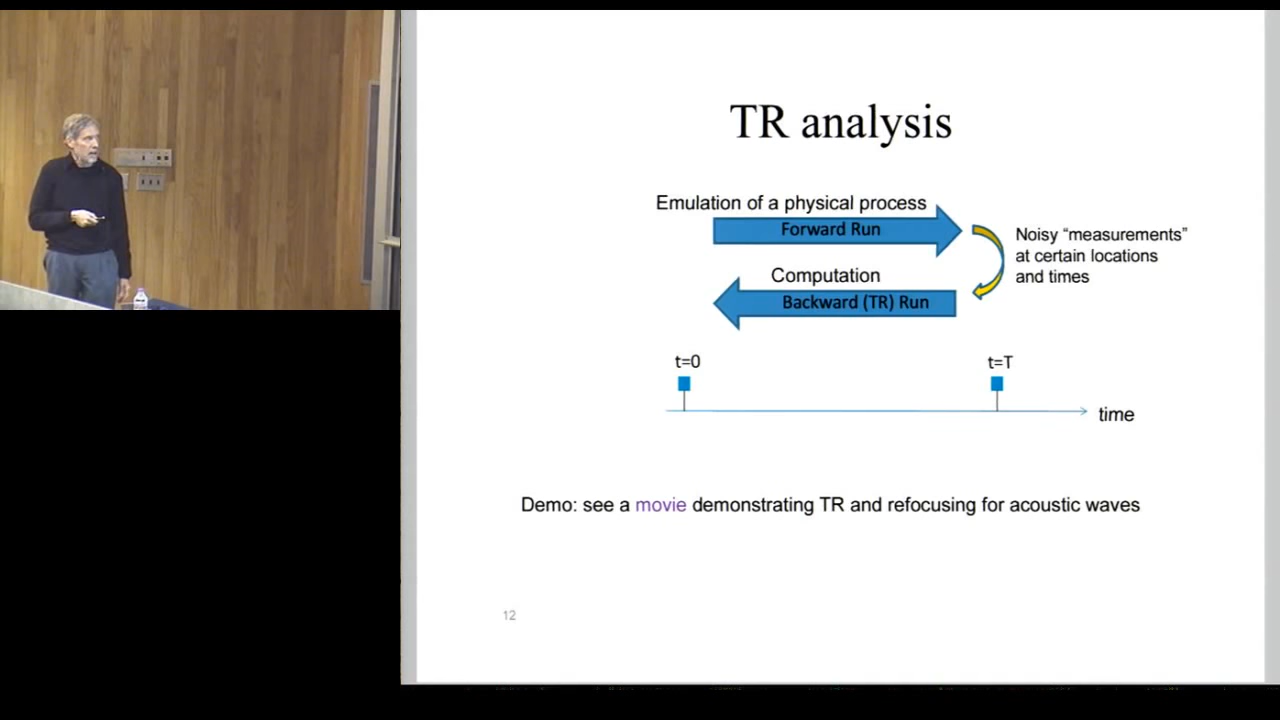 TR analysis
Emulation of a physical process
Forward Run
Noisy “measurements”
at certain locations
and times
Computation
Backward (TR) Run
t=0
t=T
time
Demo: see a movie demonstrating TR and refocusing for acoustic waves
12